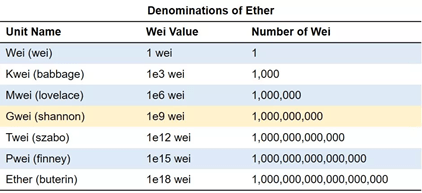 Denominations of Ether
Unit Name Wei Value Number of Wei
Wei (wei) 1 wei 1
Kwei (babbage) 1e3 wei 1,000
Mwei (lovelace) 1e6 wei 1,000,000
Gwei (shannon) 1e9 wei 1,000,000,000
Twei (szabo) 1e12 wei 1,000,000,000,000
Pwei (finney) 1e15 wei 1,000,000,000,000,000
Ether (buterin) 1e18 wei 1,000,000,000,000,000,000